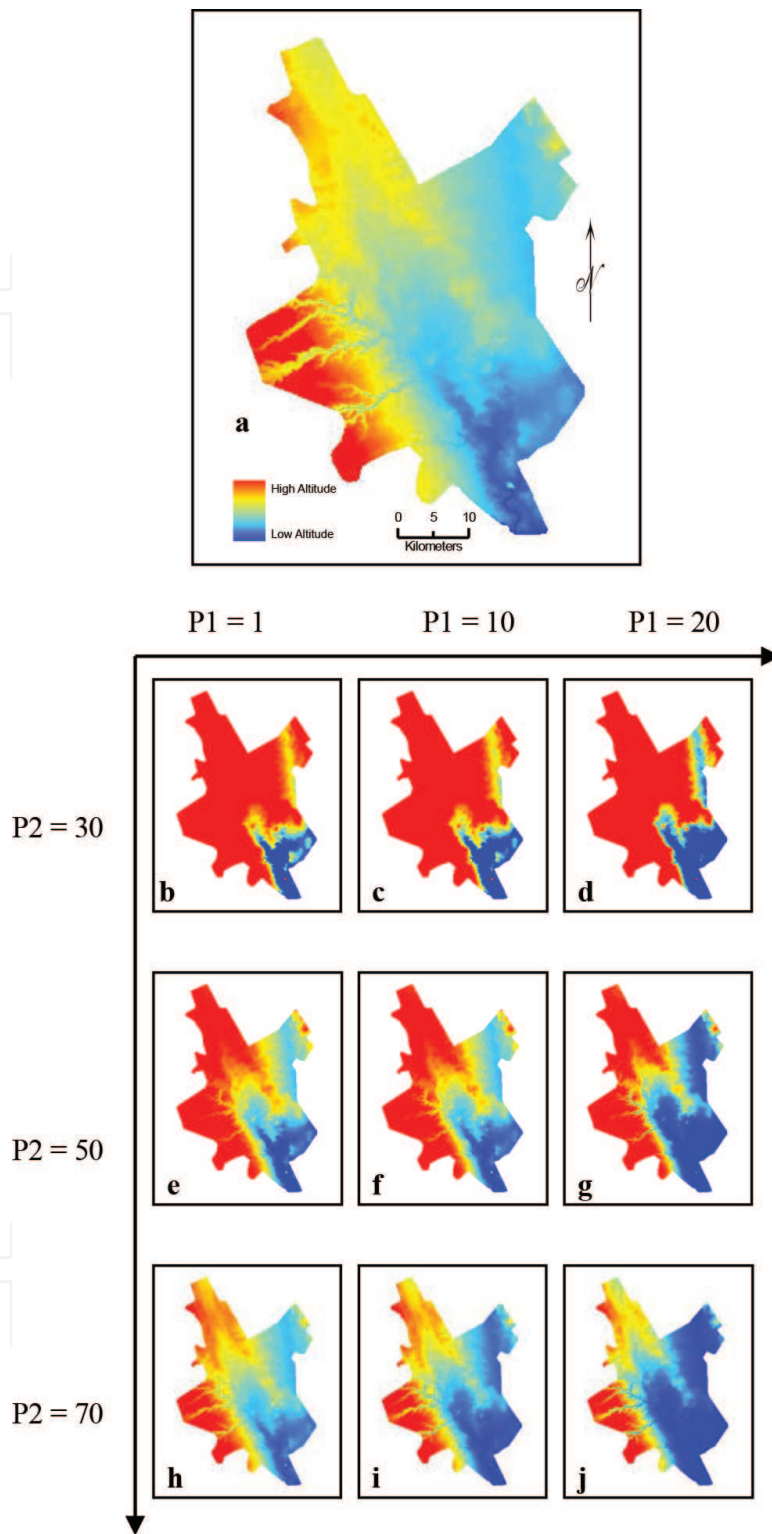 N
a
High Altitude
Low Altitude
0 5 10
Kilometers
P1 = 1 P1 = 10 P1 = 20
P2 = 30
b c d
P2 = 50
e f g
P2 = 70
h i j